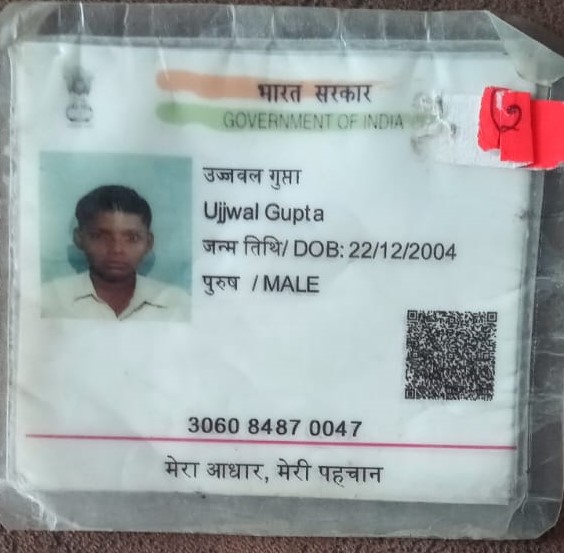 भारत सरकार
GOVERNMENT OF INDIA
उज्जवल गुप्ता
Ujjwal Gupta
जन्म तिथि/ DOB: 22/12/2004
पुरुष / MALE
3060 8487 0047
मेरा आधार, मेरी पहचान